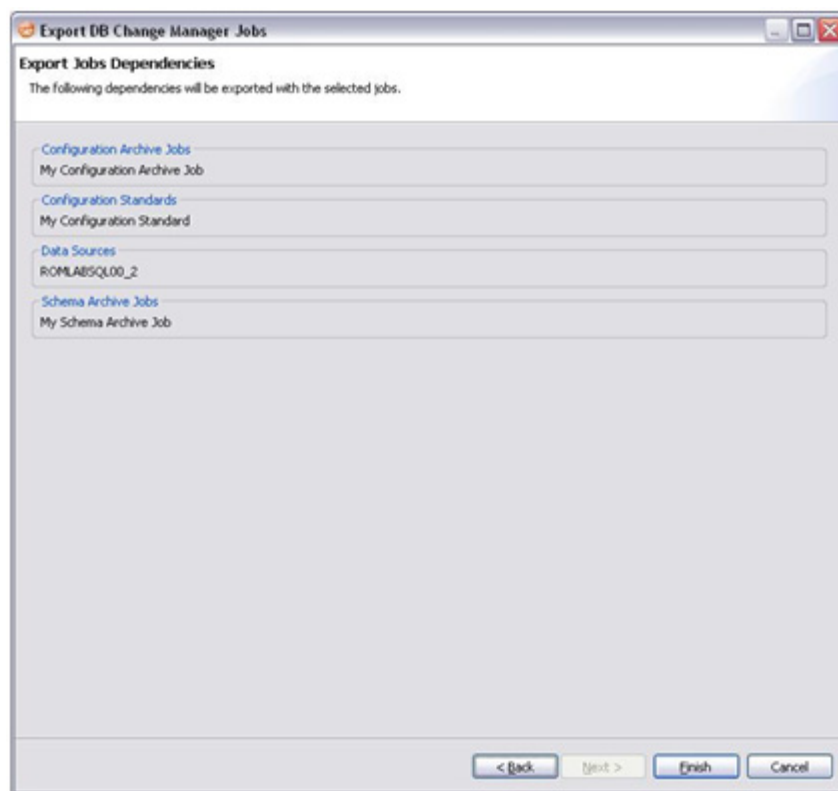 Export DB Change Manager Jobs
Export Jobs Dependencies
The following dependencies will be exported with the selected jobs.
Configuration Archive Jobs
My Configuration Archive Job
Configuration Standards
My Configuration Standard
Data Sources
ROMLABSQL00_2
Schema Archive Jobs
My Schema Archive Job
< Back Next > Finish Cancel